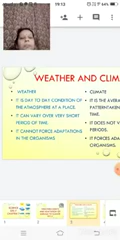 19:13
64%
WEATHER AND CLIM
WEATHER
IT IS DAY TO DAY CONDITION OF
THE ATMOSPHERE AT A PLACE.
IT CAN VARY OVER VERY SHORT
PERIOD OF TIME.
IT CANNOT FORCE ADAPTATIONS
IN THE ORGANISMS
CLIMATE
IT IS THE AVERA
PATTERNTAKEN
TIME.
IT DOES NOT V
PERIODS.
IT FORCES ADA
ORGANISMS.